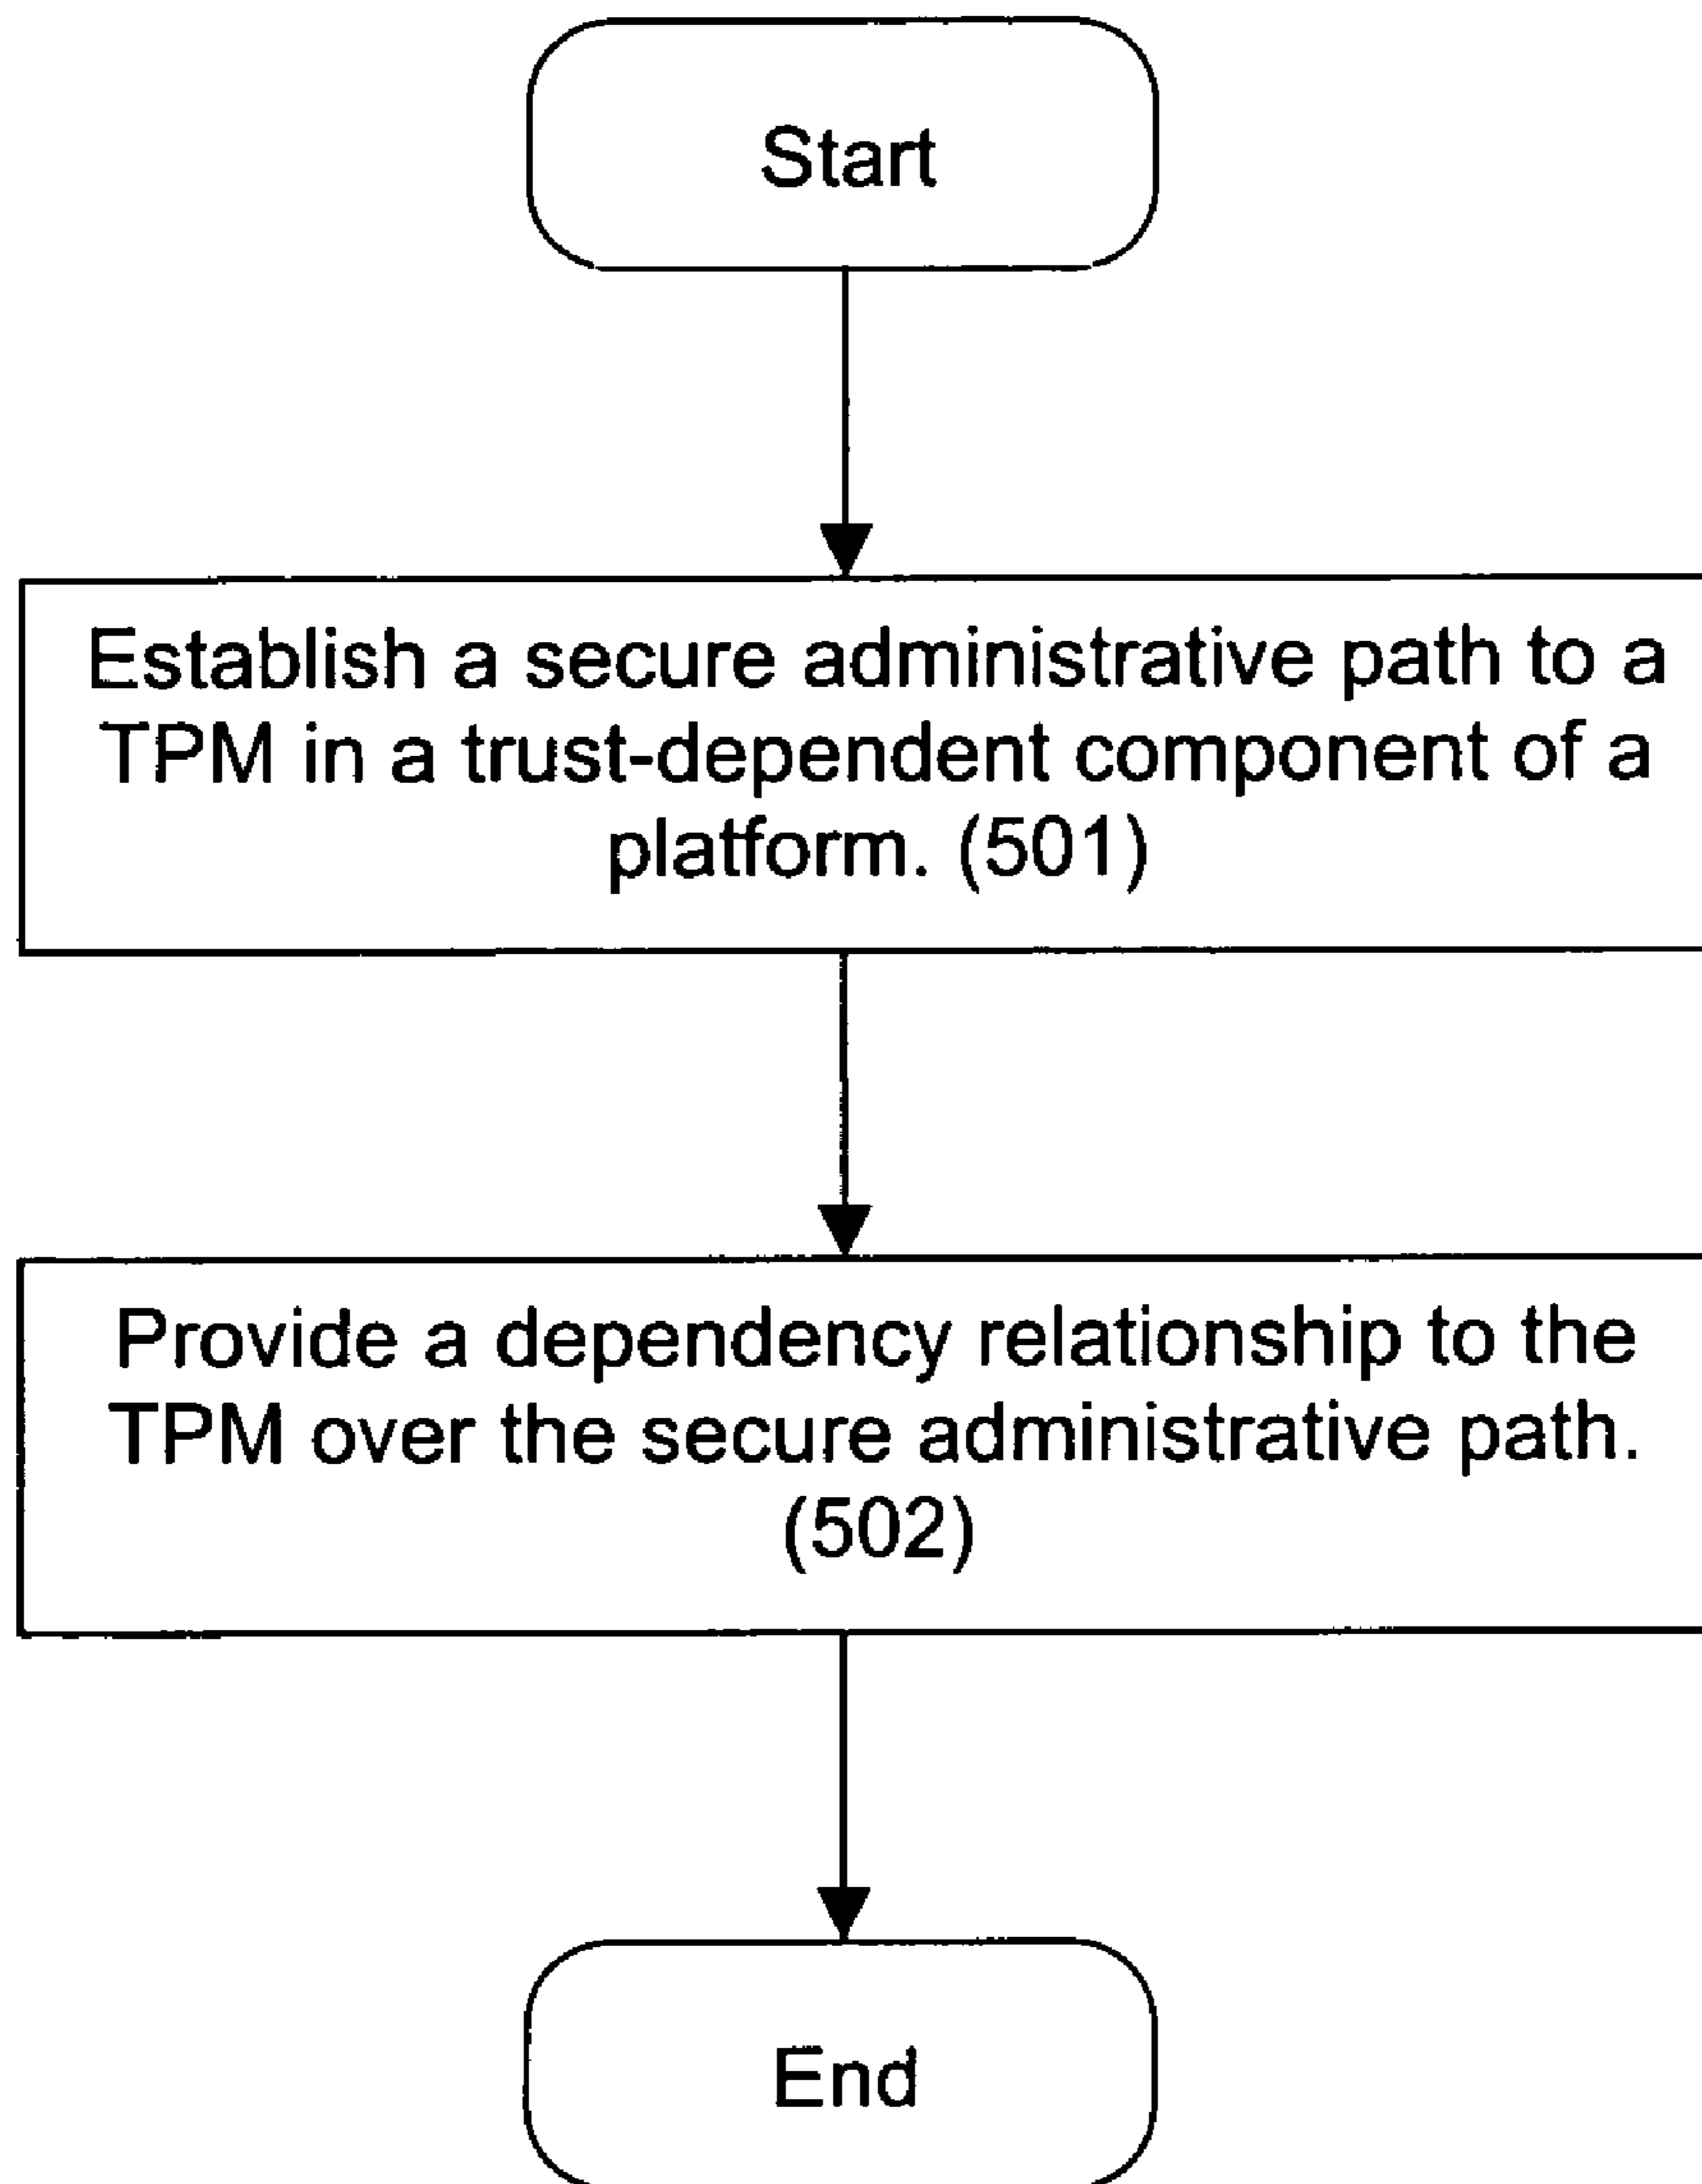 Start
Establish a secure administrative path to a
TPM in a trust-dependent component of a
platform. (501)
Provide a dependency relationship to the
TPM over the secure administrative path.
(502)
End